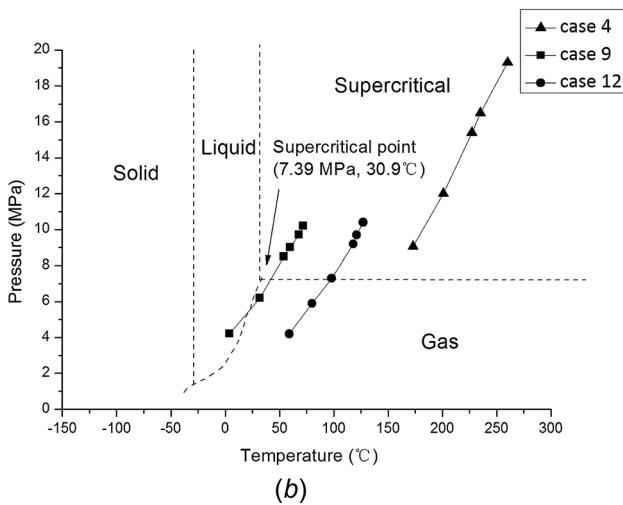 case 4
case 9
case 12
20
18
16
14
12
10
8
6
4
2
0
Pressure (MPa)
Solid
Liquid
Supercritical
Supercritical point
(7.39 MPa, 30.9℃)
Gas
-150
-100
-50
0
50
100
150
200
250
300
Temperature (℃)
(b)